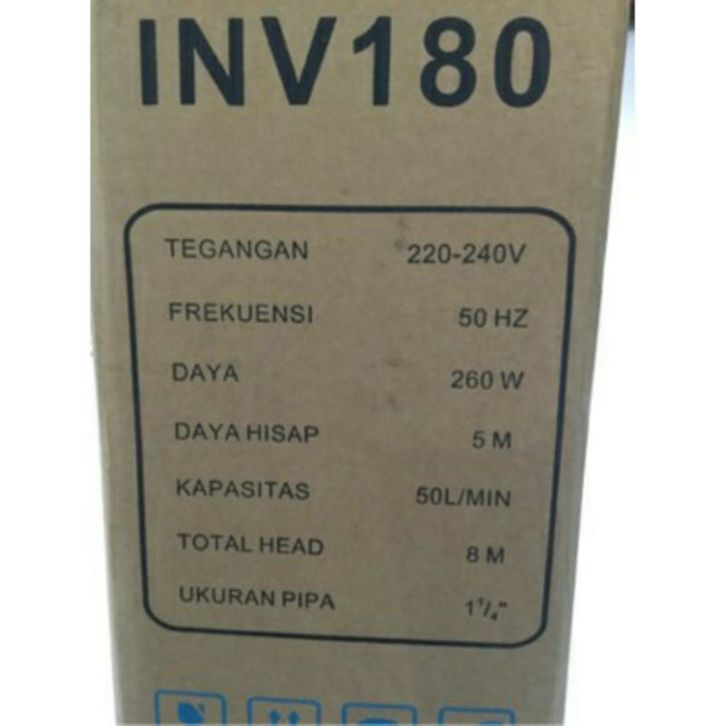 INV180
TEGANGAN 220-240V
FREKUENSI 50 HZ
DAYA 260 W
DAYA HISAP 5 M
KAPASITAS 50L/MIN
TOTAL HEAD 8 M
UKURAN PIPA 1¹/₄"